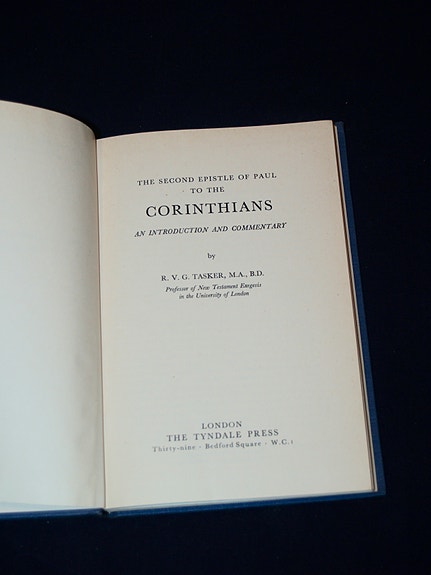 THE SECOND EPISTLE OF PAUL
TO THE
CORINTHIANS
AN INTRODUCTION AND COMMENTARY
by
R. V. G. TASKER, M.A., B.D.
Professor of New Testament Exegesis
in the University of London
LONDON
THE TYNDALE PRESS
Thirty-nine · Bedford Square · W.C.1